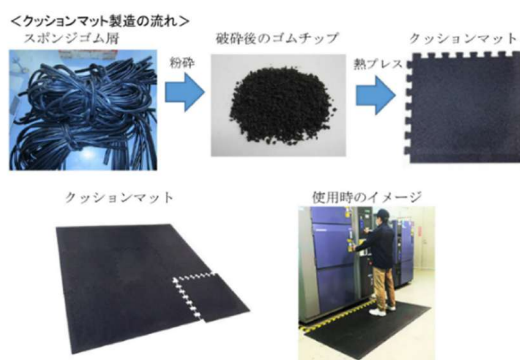 ＜クッションマット製造の流れ＞
スポンジゴム屑
粉砕
破砕後のゴムチップ
熱プレス
クッションマット
クッションマット
使用時のイメージ